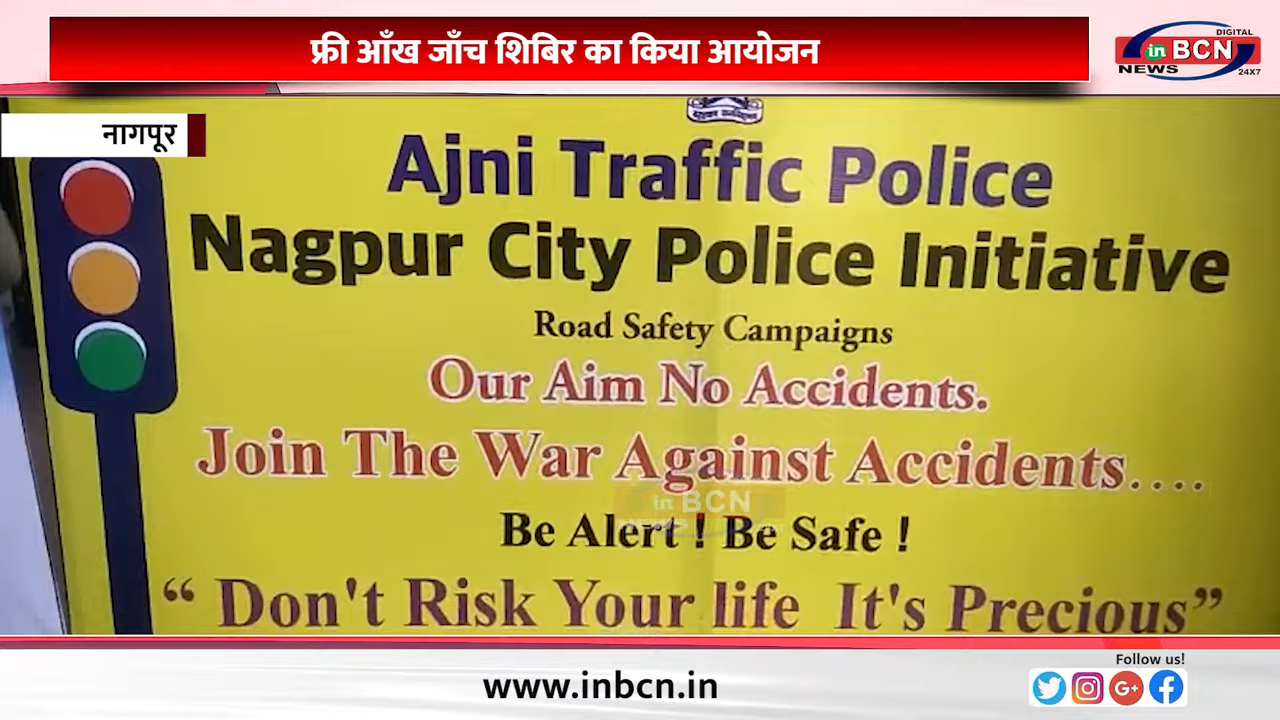 फ्री आँख जाँच शिबिर का किया आयोजन
DIGITAL
in BCN
NEWS 24X7
नागपूर
Ajni Traffic Police
Nagpur City Police Initiative
Road Safety Campaigns
Our Aim No Accidents.
Join The War Against Accidents....
in BCN
Be Alert ! Be Safe !
“ Don't Risk Your life It's Precious”
Follow us!
www.inbcn.in